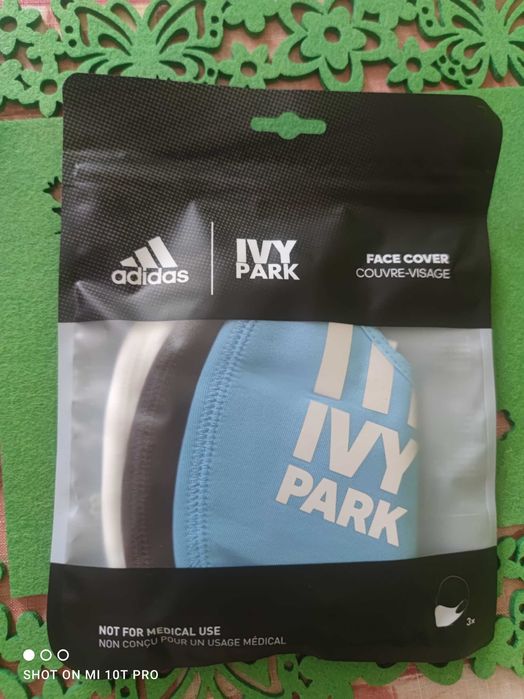 adidas
IVY
PARK
FACE COVER
COUVRE-VISAGE
IVY
PARK
NOT FOR MEDICAL USE
NON CONÇU POUR UN USAGE MÉDICAL
3x
SHOT ON MI 10T PRO